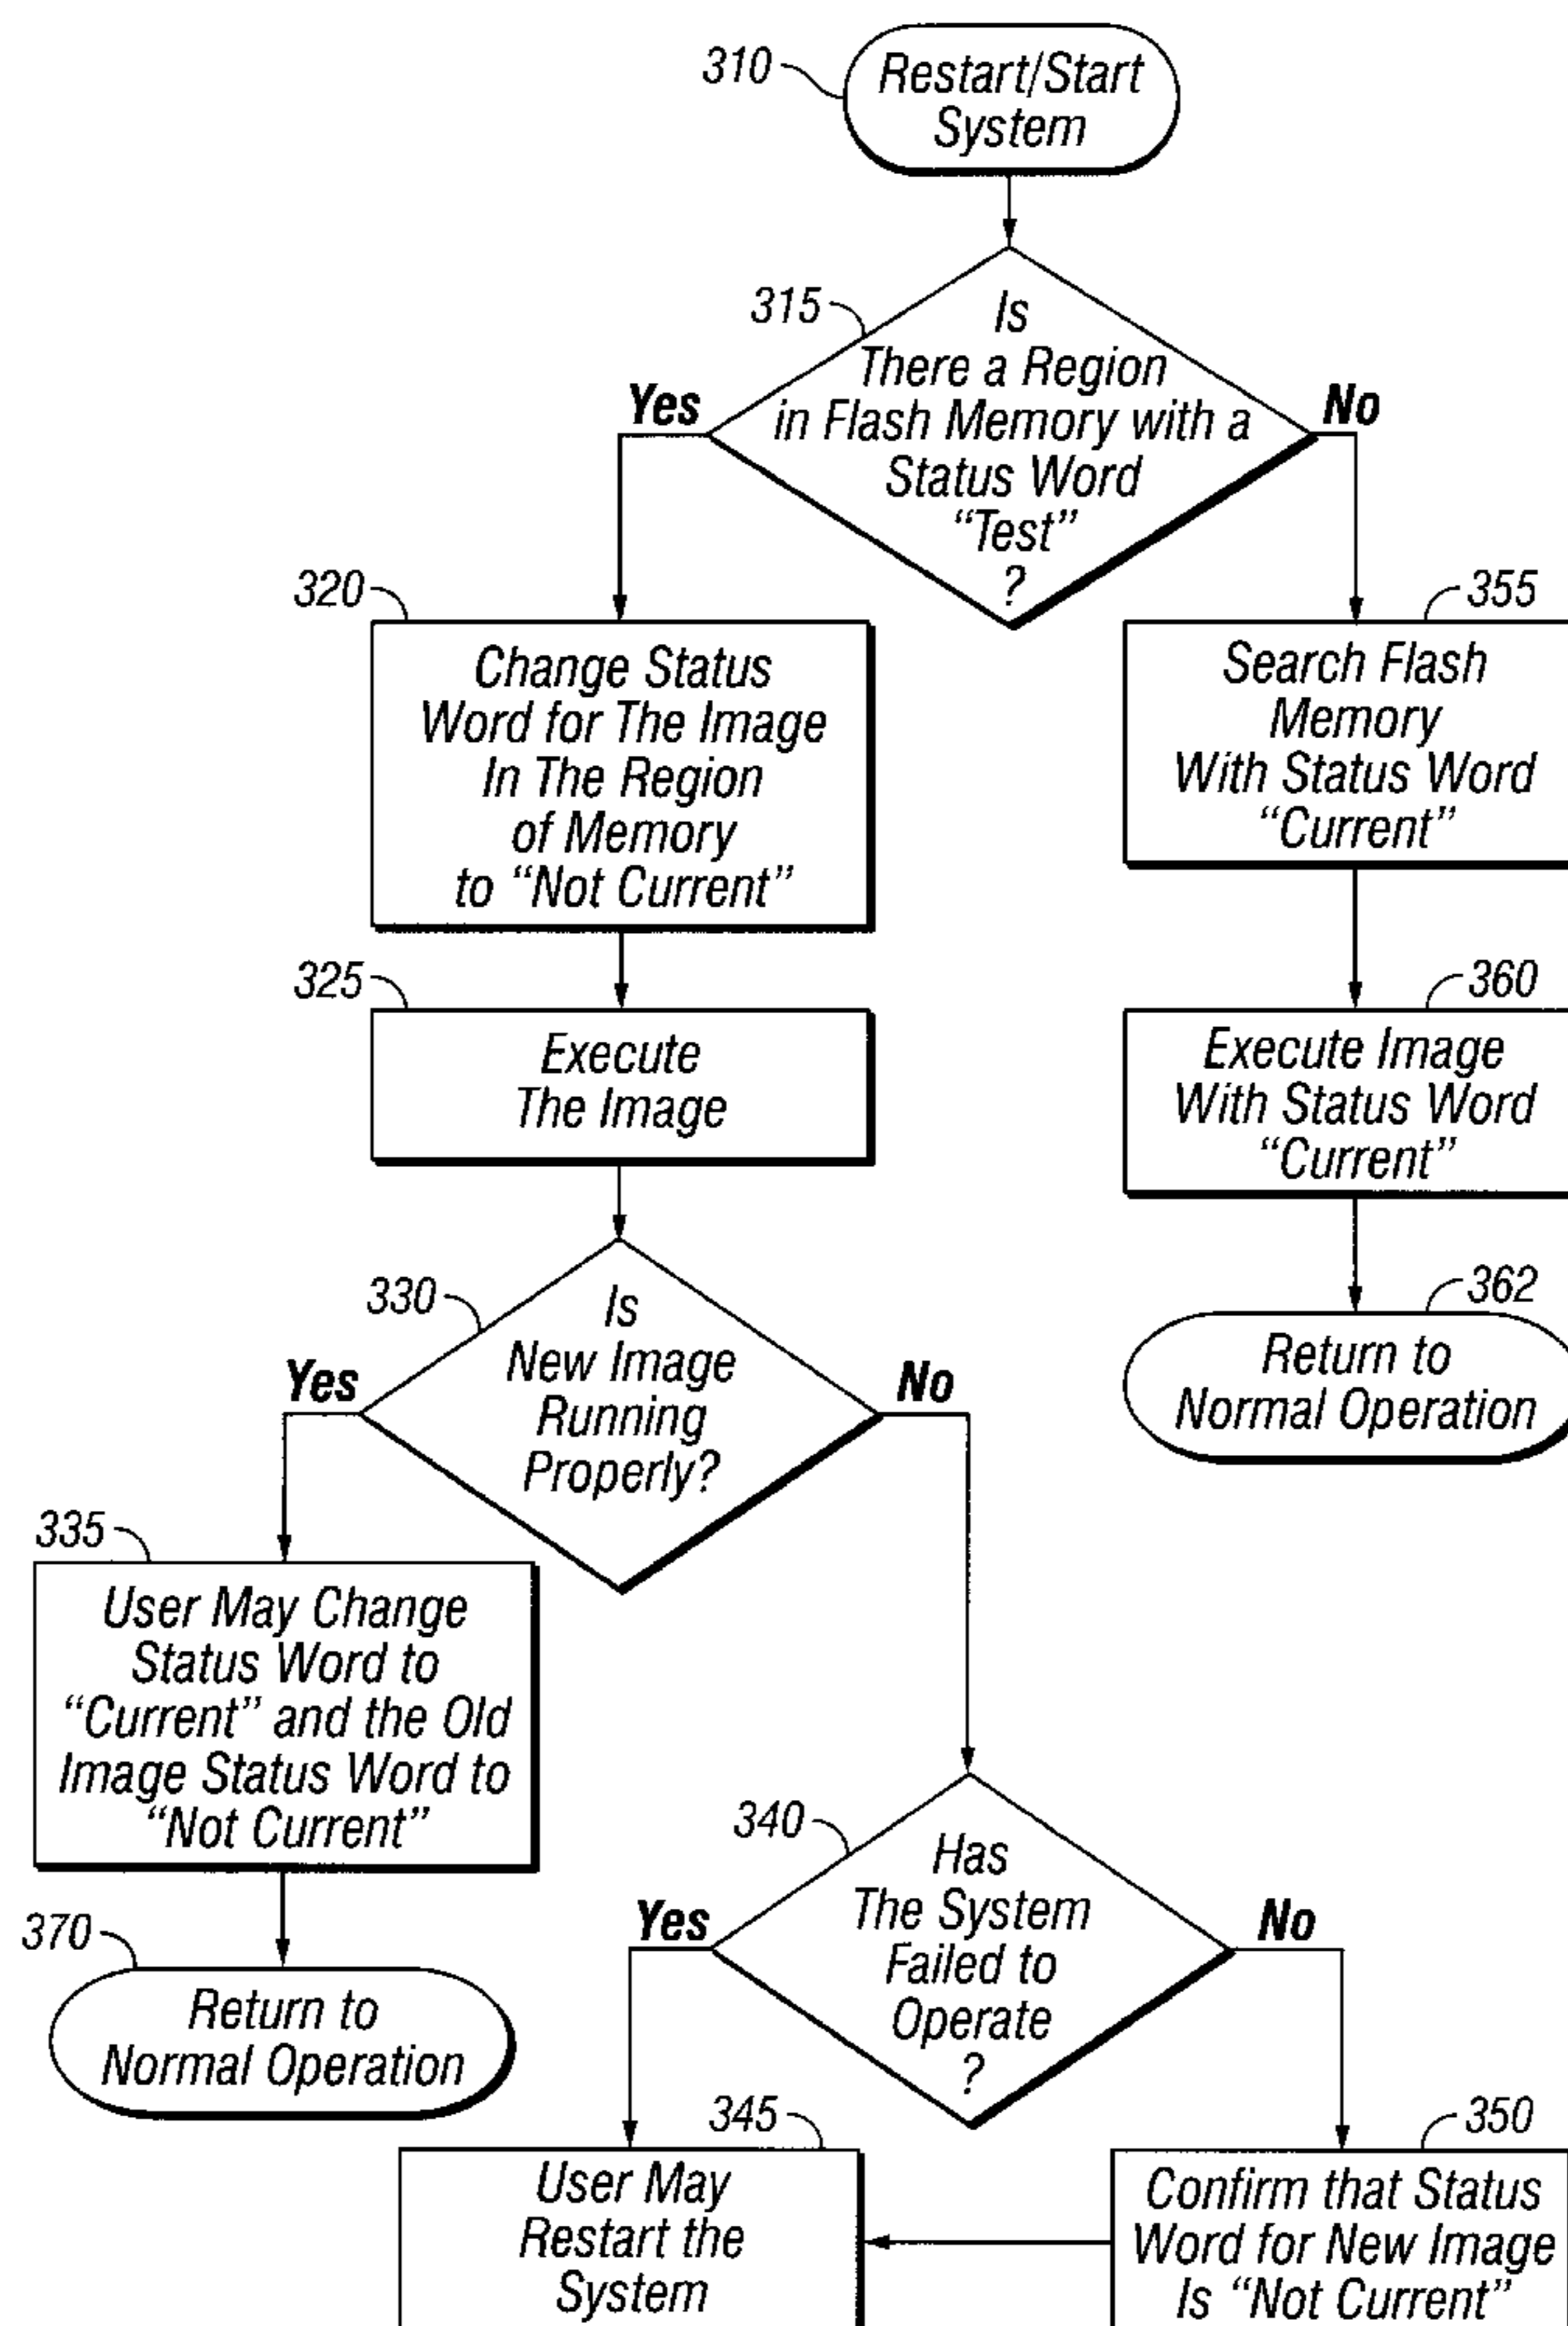 310
Restart/Start
System
315
Is
There a Region
in Flash Memory with a
Status Word
“Test”
?
Yes
No
320
Change Status
Word for The Image
In The Region
of Memory
to “Not Current”
355
Search Flash
Memory
With Status Word
“Current”
325
Execute
The Image
360
Execute Image
With Status Word
“Current”
330
Is
New Image
Running
Properly?
Yes
No
362
Return to
Normal Operation
335
User May Change
Status Word to
“Current” and the Old
Image Status Word to
“Not Current”
340
Has
The System
Failed to
Operate
?
Yes
No
370
Return to
Normal Operation
345
User May
Restart the
System
350
Confirm that Status
Word for New Image
Is “Not Current”